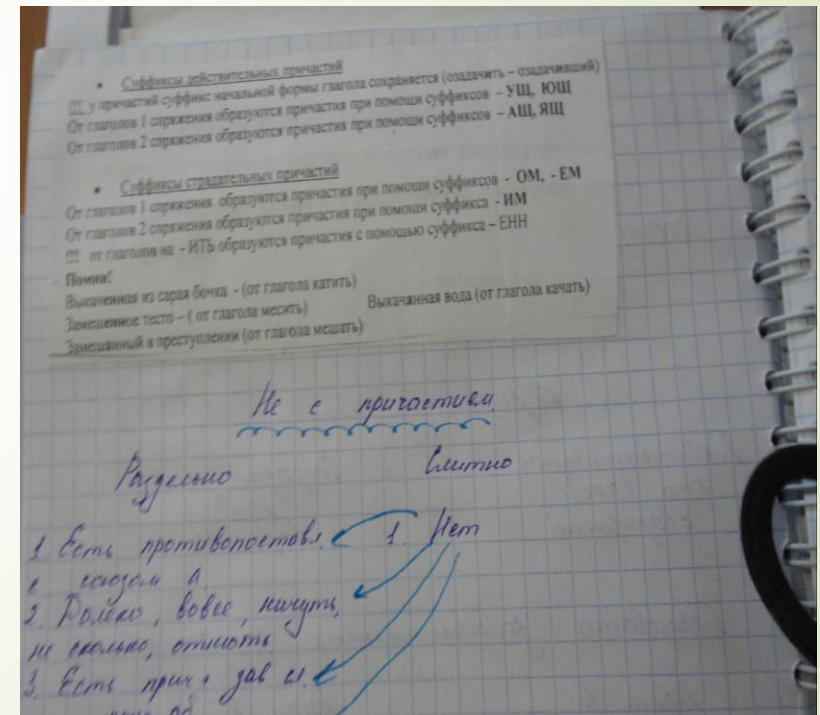 • Суффиксы действительных причастий
!!! у причастий суффикс начальной формы глагола сохраняется (озадачить – озадачивший)
От глаголов 1 спряжения образуются причастия при помощи суффиксов – УЩ, ЮЩ
От глаголов 2 спряжения образуются причастия при помощи суффиксов – АЩ, ЯЩ
• Суффиксы страдательных причастий
От глаголов 1 спряжения образуются причастия при помощи суффиксов - ОМ, - ЕМ
От глаголов 2 спряжения образуются причастия при помощи суффикса - ИМ
!!! от глаголов на – ИТЬ образуются причастия с помощью суффикса – ЕНН
Помни!
Выкаченная из сарая бочка - (от глагола катить)
Выкачанная вода (от глагола качать)
Замешенное тесто – ( от глагола месить)
Замешанный в преступлении (от глагола мешать)
Не с причастием.
Раздельно Слитно
1 Есть противопоставл. 1. Нет
с союзом а.
2. Далеко, вовсе, ничуть,
не сколько, отнюдь.
3. Есть прич + зав сл.